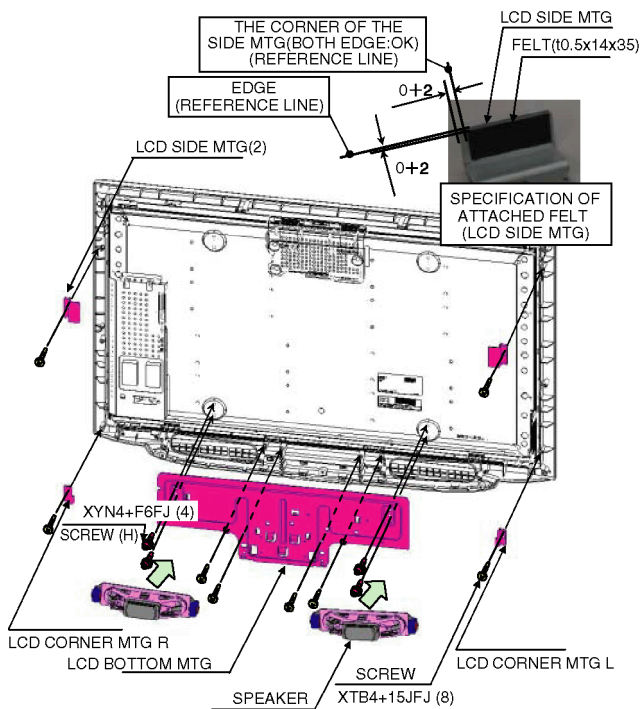 THE CORNER OF THE
SIDE MTG(BOTH EDGE:OK)
(REFERENCE LINE)
LCD SIDE MTG
FELT(t0.5x14x35)
EDGE
(REFERENCE LINE)
0+2
0+2
LCD SIDE MTG(2)
SPECIFICATION OF
ATTACHED FELT
(LCD SIDE MTG)
XYN4+F6FJ (4)
SCREW (H)
LCD CORNER MTG R
LCD BOTTOM MTG
SPEAKER
SCREW
XTB4+15JFJ (8)
LCD CORNER MTG L